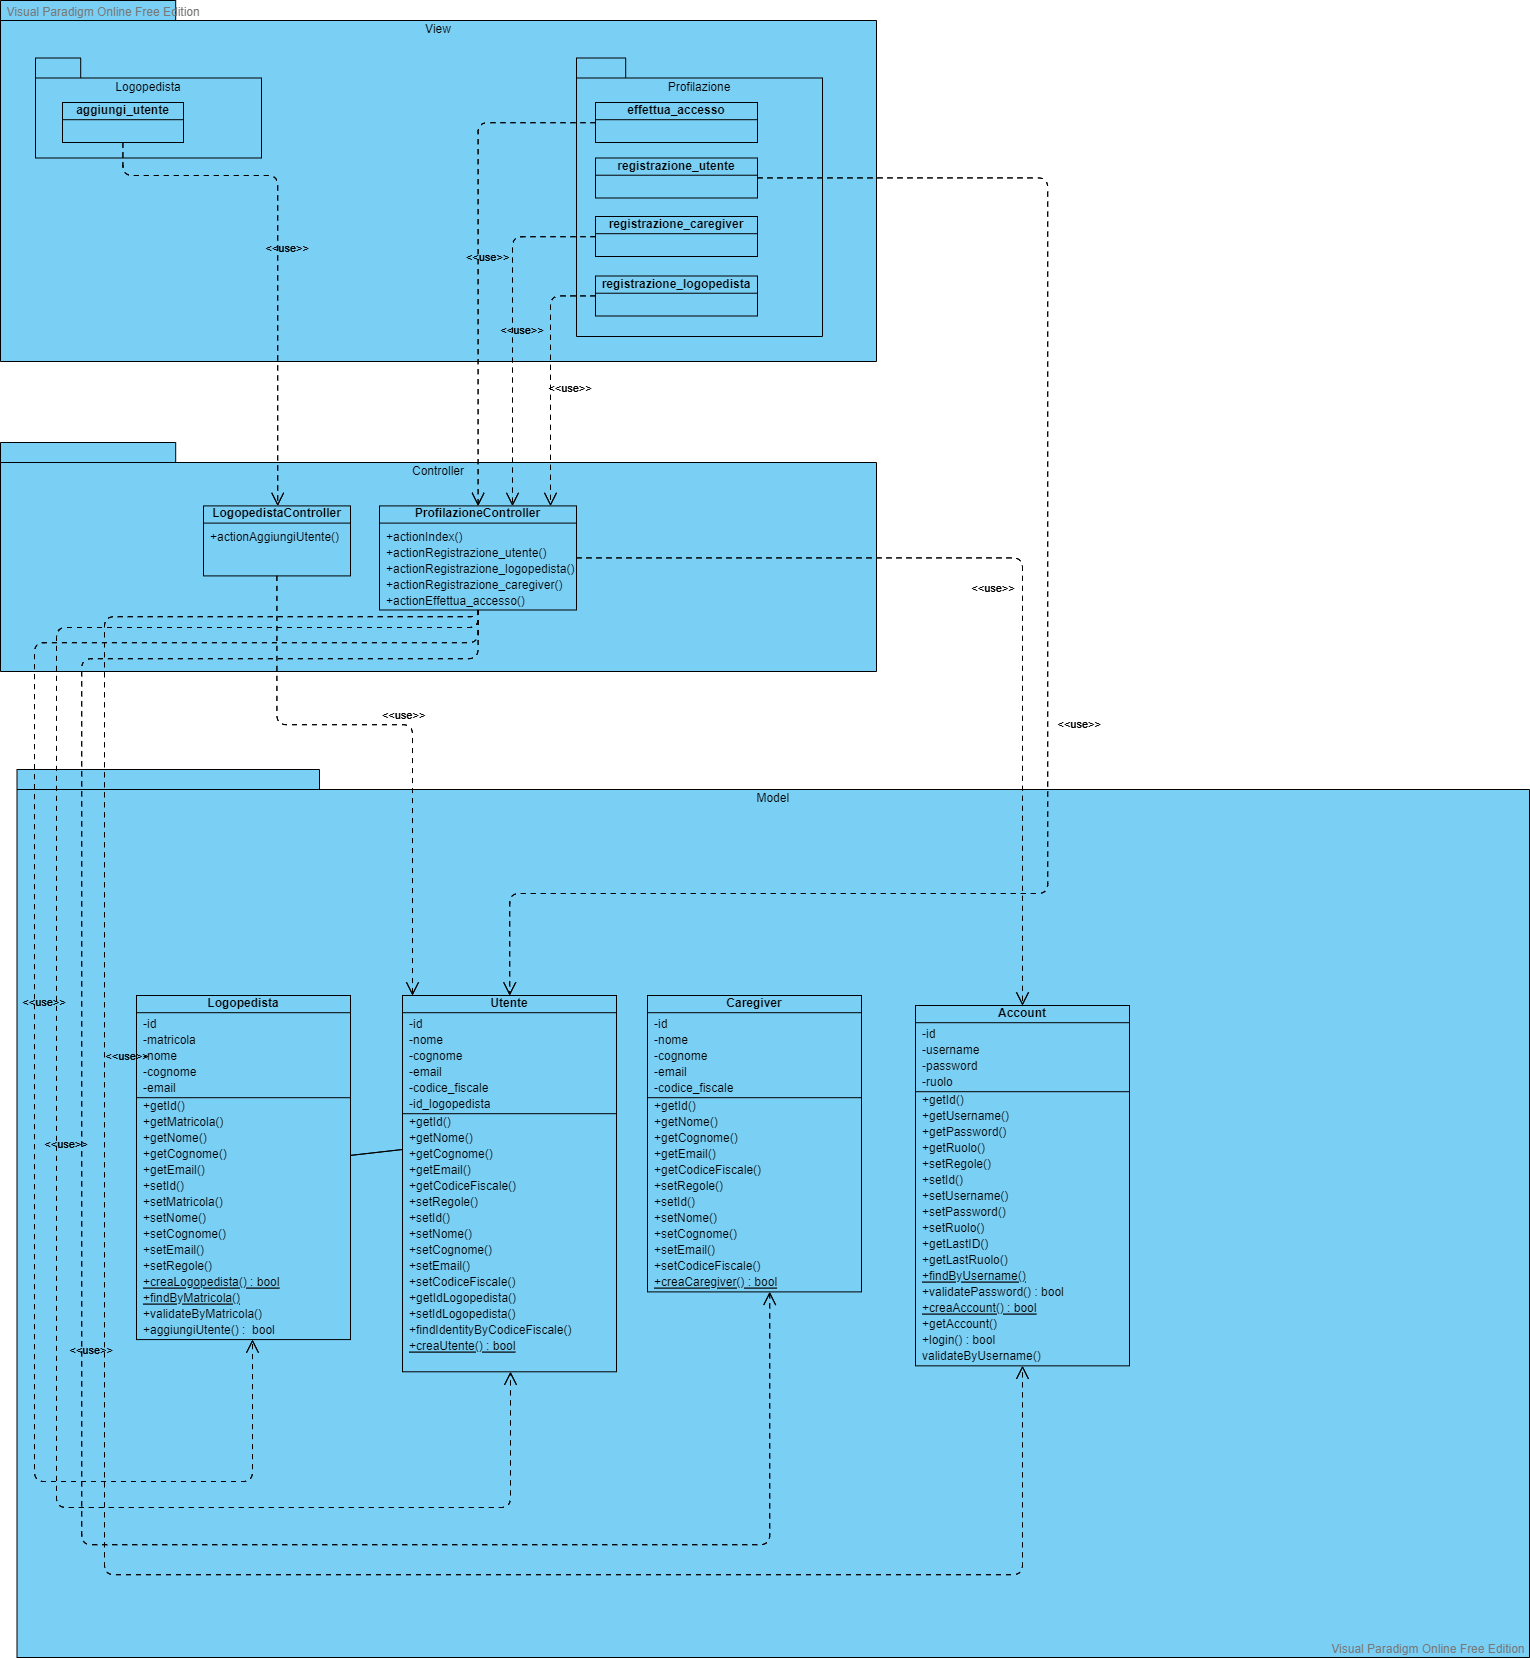 Visual Paradigm Online Free Edition
View
Logopedista
aggiungi_utente
Profilazione
effettua_accesso
registrazione_utente
registrazione_caregiver
registrazione_logopedista
<<use>>
<<use>>
<<use>>
<<use>>
Controller
LogopedistaController
+actionAggiungiUtente()
ProfilazioneController
+actionIndex()
+actionRegistrazione_utente()
+actionRegistrazione_logopedista()
+actionRegistrazione_caregiver()
+actionEffettua_accesso()
<<use>>
<<use>>
<<use>>
Model
<<use>>
<<use>>
<<use>>
<<use>>
Logopedista
-id
-matricola
-nome
-cognome
-email
+getId()
+getMatricola()
+getNome()
+getCognome()
+getEmail()
+setId()
+setMatricola()
+setNome()
+setCognome()
+setEmail()
+setRegole()
+creaLogopedista() : bool
+findByMatricola()
+validateByMatricola()
+aggiungiUtente() :  bool
Utente
-id
-nome
-cognome
-email
-codice_fiscale
-id_logopedista
+getId()
+getNome()
+getCognome()
+getEmail()
+getCodiceFiscale()
+setRegole()
+setId()
+setNome()
+setCognome()
+setEmail()
+setCodiceFiscale()
+getIdLogopedista()
+setIdLogopedista()
+findIdentityByCodiceFiscale()
+creaUtente() : bool
Caregiver
-id
-nome
-cognome
-email
-codice_fiscale
+getId()
+getNome()
+getCognome()
+getEmail()
+getCodiceFiscale()
+setRegole()
+setId()
+setNome()
+setCognome()
+setEmail()
+setCodiceFiscale()
+creaCaregiver() : bool
Account
-id
-username
-password
-ruolo
+getId()
+getUsername()
+getPassword()
+getRuolo()
+setRegole()
+setId()
+setUsername()
+setPassword()
+setRuolo()
+getLastID()
+getLastRuolo()
+findByUsername()
+validatePassword() : bool
+creaAccount() : bool
+getAccount()
+login() : bool
validateByUsername()
Visual Paradigm Online Free Edition